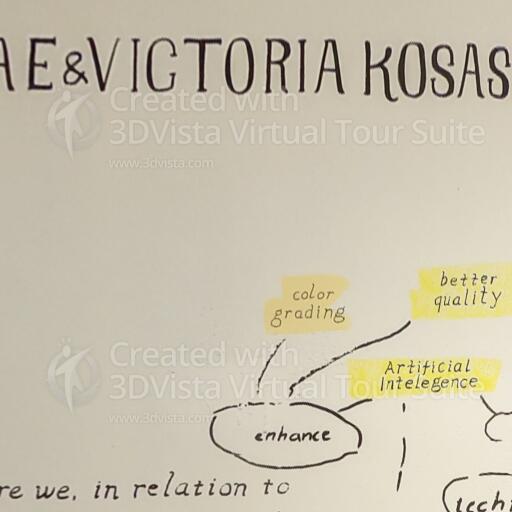 AE&VICTORIA KOSAS
Created with
3DVista Virtual Tour Suite
www.3dvista.com
better
quality
color
grading
Created with
3DVista Virtual Tour Suite
www.3dvista.com
Artificial
Intelegence
enhance
re we, in relation to
techn